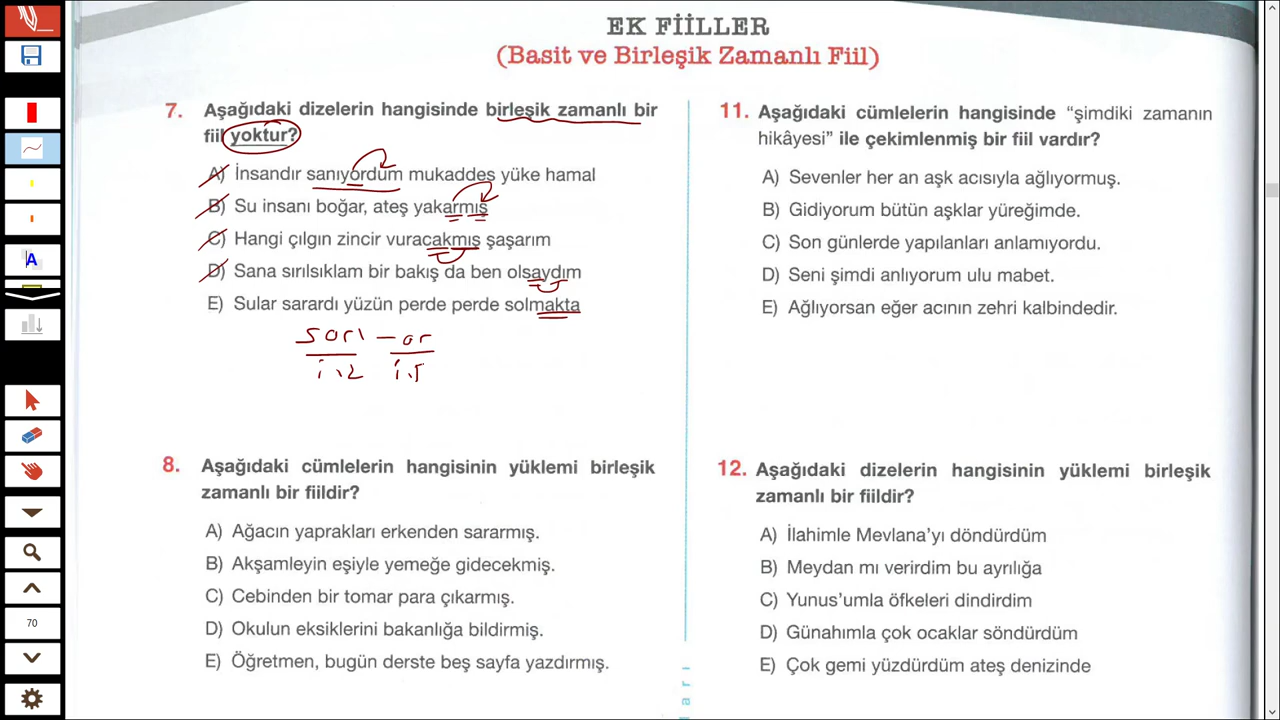 EK FİİLLER
(Basit ve Birleşik Zamanlı Fiil)
7. Aşağıdaki dizelerin hangisinde birleşik zamanlı bir
fiil yoktur?
A) İnsandır sanıyordum mukaddes yüke hamal
B) Su insanı boğar, ateş yakarmış
C) Hangi çılgın zincir vuracakmış şaşarım
D) Sana sırılsıklam bir bakış da ben olsaydım
E) Sular sarardı yüzün perde perde solmakta
8. Aşağıdaki cümlelerin hangisinin yüklemi birleşik
zamanlı bir fiildir?
A) Ağacın yaprakları erkenden sararmış.
B) Akşamleyin eşiyle yemeğe gidecekmiş.
C) Cebinden bir tomar para çıkarmış.
D) Okulun eksiklerini bakanlığa bildirmiş.
E) Öğretmen, bugün derste beş sayfa yazdırmış.
11. Aşağıdaki cümlelerin hangisinde “şimdiki zamanın
hikâyesi” ile çekimlenmiş bir fiil vardır?
A) Sevenler her an aşk acısıyla ağlıyormuş.
B) Gidiyorum bütün aşklar yüreğimde.
C) Son günlerde yapılanları anlamıyordu.
D) Seni şimdi anlıyorum ulu mabet.
E) Ağlıyorsan eğer acının zehri kalbindedir.
12. Aşağıdaki dizelerin hangisinin yüklemi birleşik
zamanlı bir fiildir?
A) İlahimle Mevlana’yı döndürdüm
B) Meydan mı verirdim bu ayrılığa
C) Yunus’umla öfkeleri dindirdim
D) Günahımla çok ocaklar söndürdüm
E) Çok gemi yüzdürdüm ateş denizinde
A
70